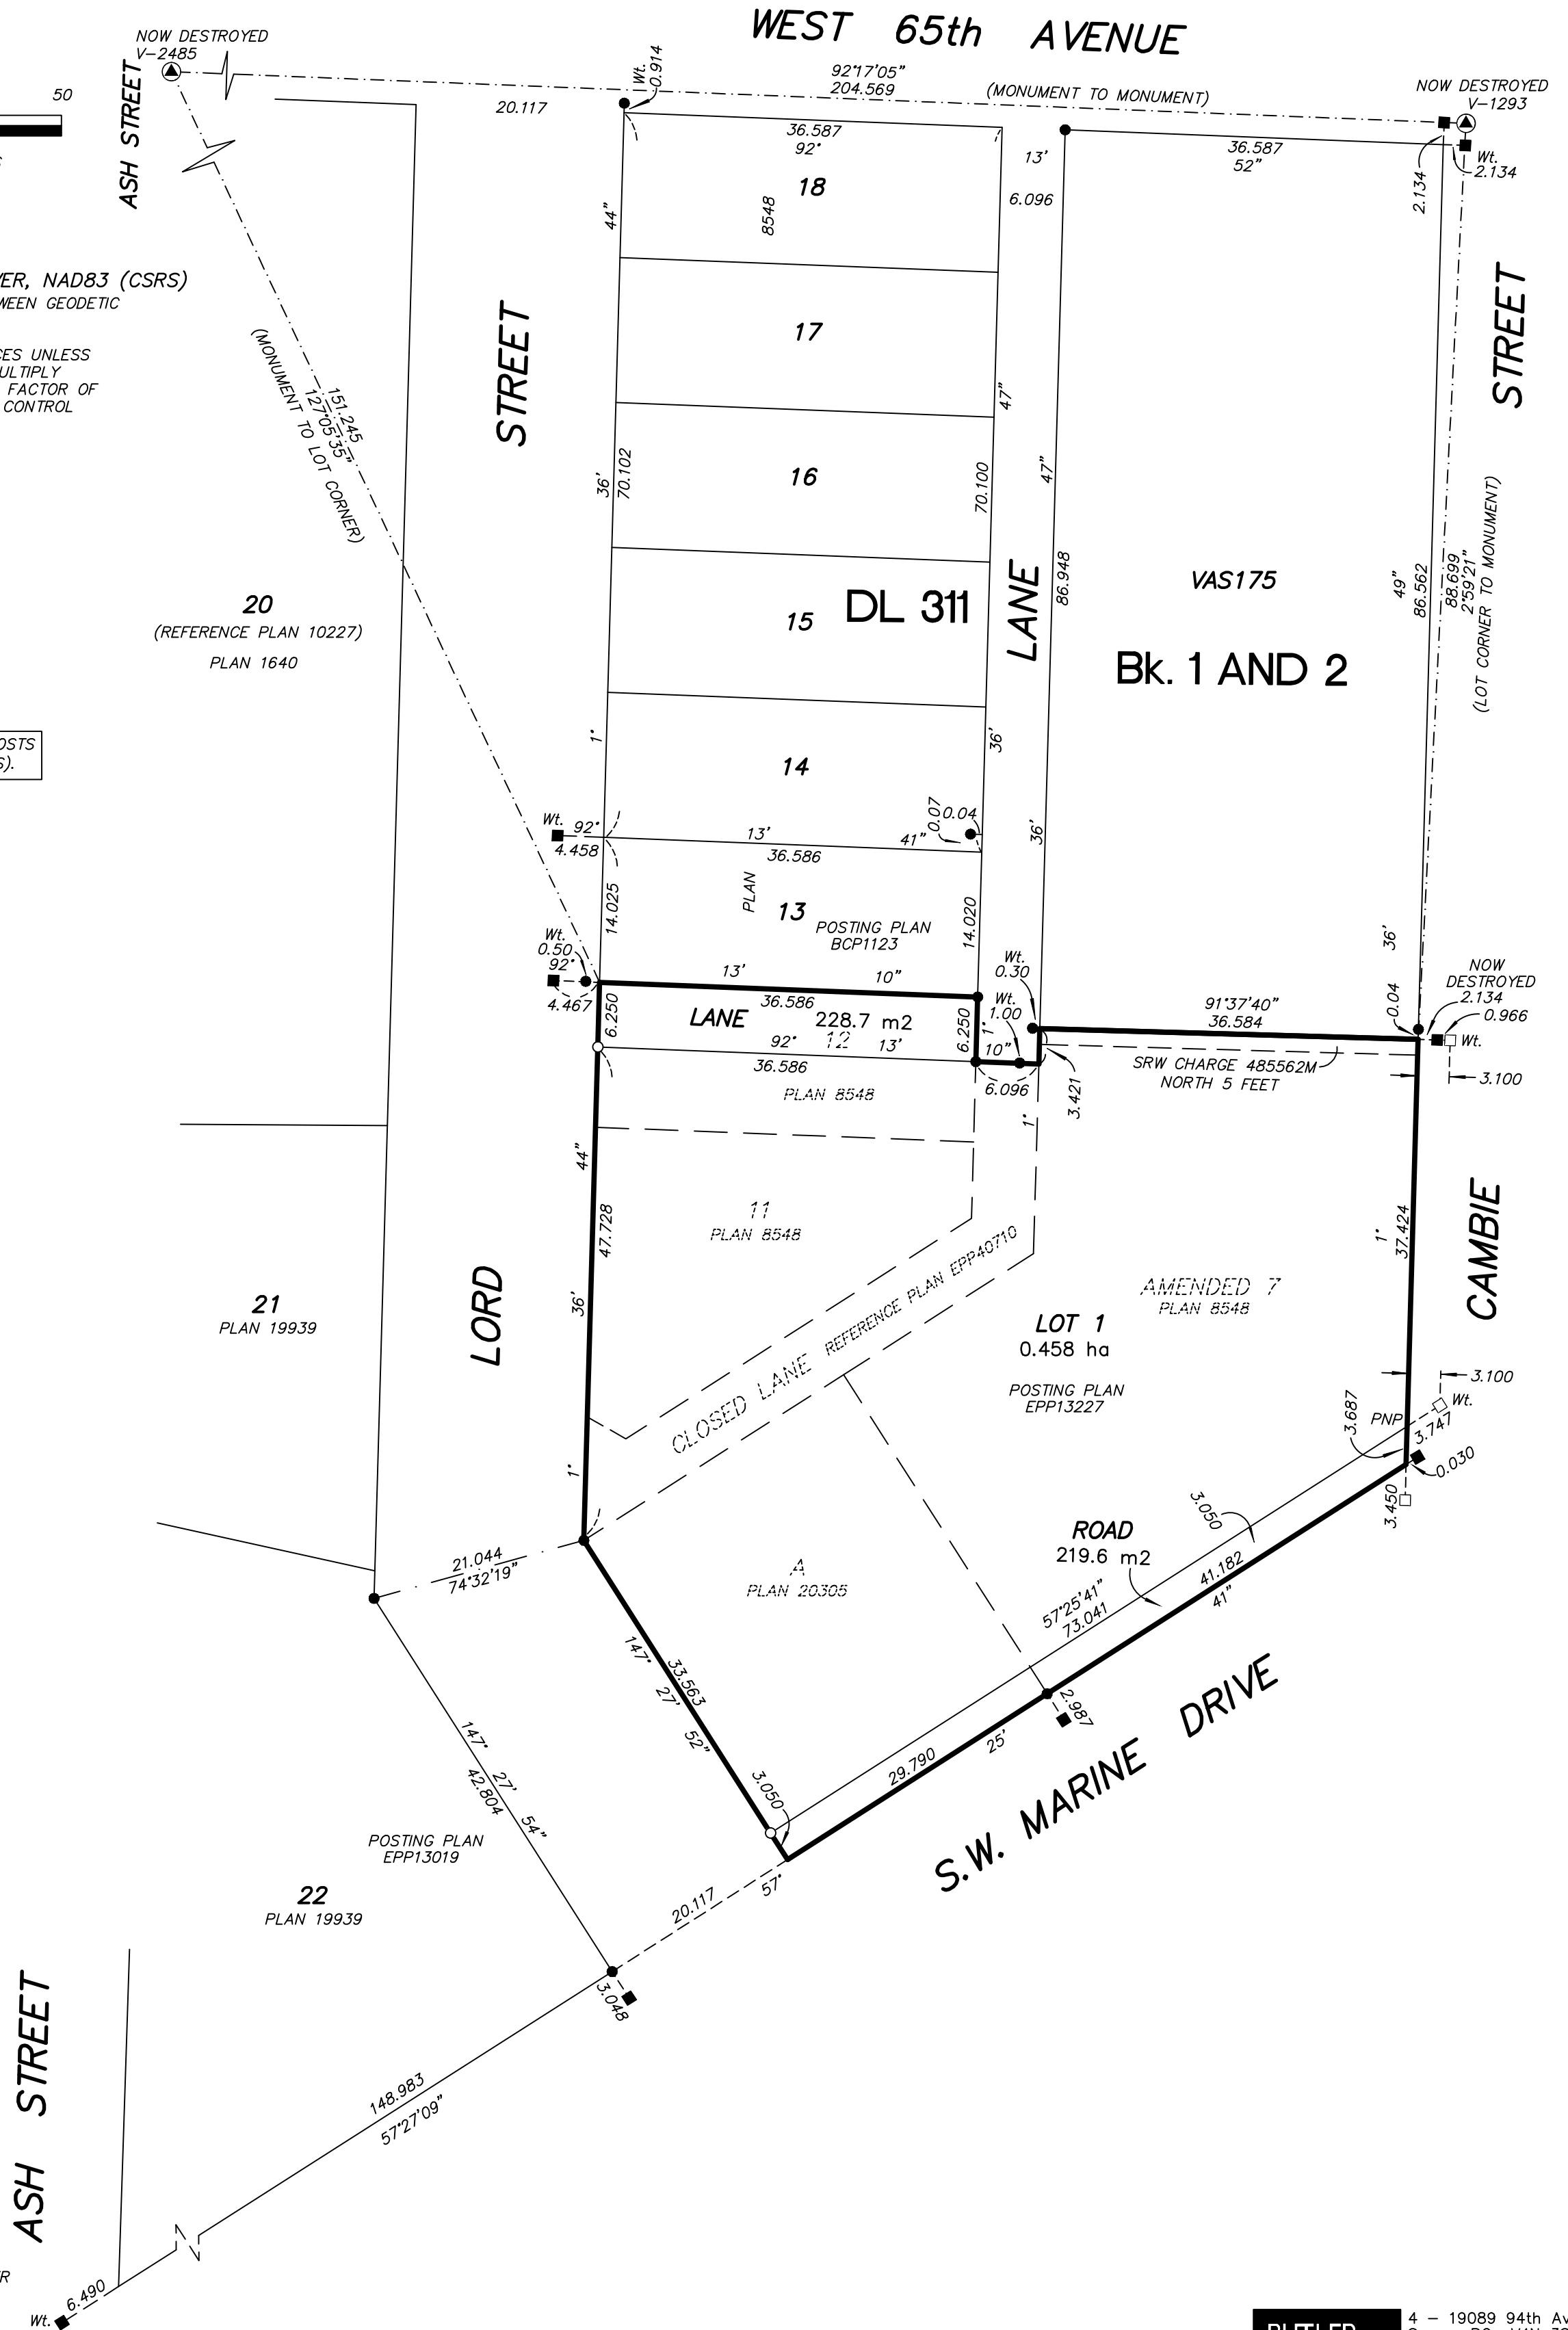 WEST 65th AVENUE
NOW DESTROYED
V-2485
ASH STREET
50
Wt.
0.914
92°17'05"
204.569
(MONUMENT TO MONUMENT)
NOW DESTROYED
V-1293
20.117
36.587
92°
18
8548
44"
13'
6.096
36.587
52"
2.134
Wt.
2.134
VER, NAD83 (CSRS)
WEEN GEODETIC
CES UNLESS
ULTIPLY
FACTOR OF
CONTROL
(MONUMENT TO LOT CORNER)
151.245
127°05'35"
STREET
17
47"
STREET
16
36'
70.102
70.100
47"
20
(REFERENCE PLAN 10227)
PLAN 1640
15
DL 311
LANE
86.948
VAS175
Bk. 1 AND 2
49"
86.562
88.699
2°59'21"
(LOT CORNER TO MONUMENT)
OSTS
S).
1°
14
36'
36'
Wt.
92°
4.458
13'
41"
36.586
0.07
0.04
14.025
PLAN
13
POSTING PLAN
BCP1123
14.020
36'
Wt.
0.50
92°
4.467
13'
10"
36.586
Wt.
0.30
Wt.
1.00
91°37'40"
36.584
0.04
NOW
DESTROYED
2.134
0.966
Wt.
3.100
6.250
LANE
228.7 m2
92°
12
13'
36.586
6.250
1°
10"
6.096
3.421
SRW CHARGE 485562M
NORTH 5 FEET
PLAN 8548
1°
44"
47.728
11
PLAN 8548
36'
1°
LORD
CLOSED LANE
REFERENCE PLAN EPP40710
AMENDED 7
PLAN 8548
1°
37.424
CAMBIE
21
PLAN 19939
LOT 1
0.458 ha
POSTING PLAN
EPP13227
3.100
Wt.
3.687
PNP
3.747
0.030
3.450
3.050
ROAD
219.6 m2
41.182
41"
57°25'41"
73.041
21.044
74°32'19"
A
PLAN 20305
147°
27'
52"
33.563
2.987
3.050
29.790
25'
S.W. MARINE DRIVE
147°
27'
54"
42.804
POSTING PLAN
EPP13019
22
PLAN 19939
20.117
57°
3.048
ASH STREET
148.983
57°27'09"
6.490
Wt.
R
4 - 19089 94th Av